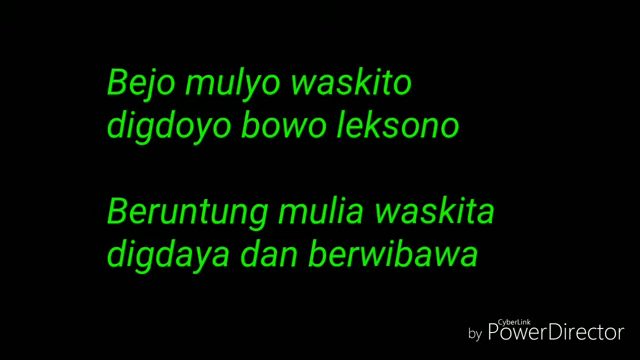 Bejo mulyo waskito
digdoyo bowo leksono
Beruntung mulia waskita
digdaya dan berwibawa
by CyberLink PowerDirector